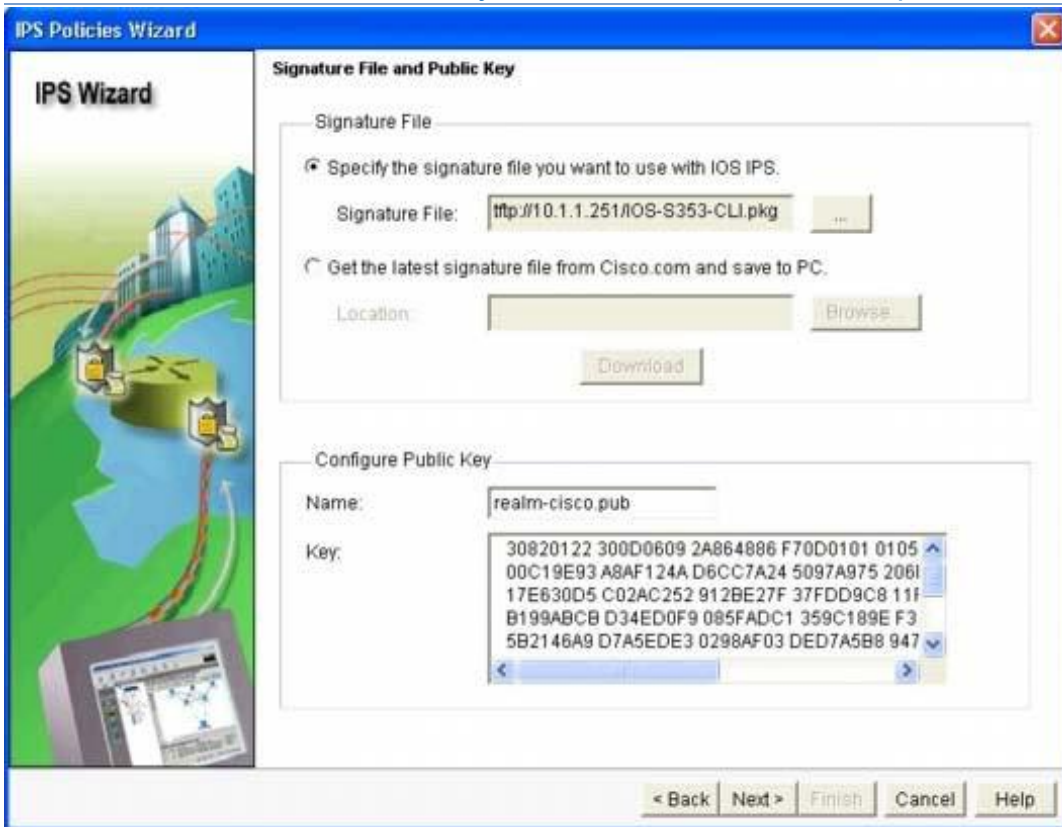 IPS Policies Wizard
IPS Wizard
Signature File and Public Key
Signature File
Specify the signature file you want to use with IOS IPS.
Signature File: tftp://10.1.1.251/IOS-S353-CLI.pkg ...
Get the latest signature file from Cisco.com and save to PC.
Location: Browse...
Download
Configure Public Key
Name: realm-cisco.pub
Key: 30820122 300D0609 2A864886 F70D0101 0105
00C19E93 A8AF124A D6CC7A24 5097A975
17E630D5 C02AC252 912BE27F 37FDD9C8
B199ABCB D34ED0F9 085FADC1 359C189E
5B2146A9 D7A5EDE3 0298AF03 DED7A5B8 947
< Back Next > Finish Cancel Help